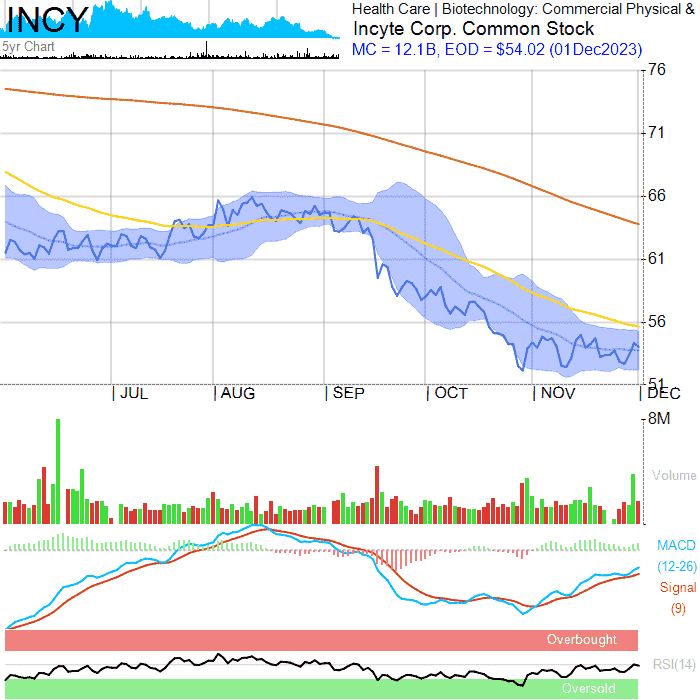 INCY
Health Care | Biotechnology: Commercial Physical &
Incyte Corp. Common Stock
5yr Chart
MC = 12.1B, EOD = $54.02 (01Dec2023)
76
71
66
61
56
51
JUL
AUG
SEP
OCT
NOV
DEC
8M
Volume
MACD
(12-26)
Signal
(9)
Overbought
RSI(14)
Oversold